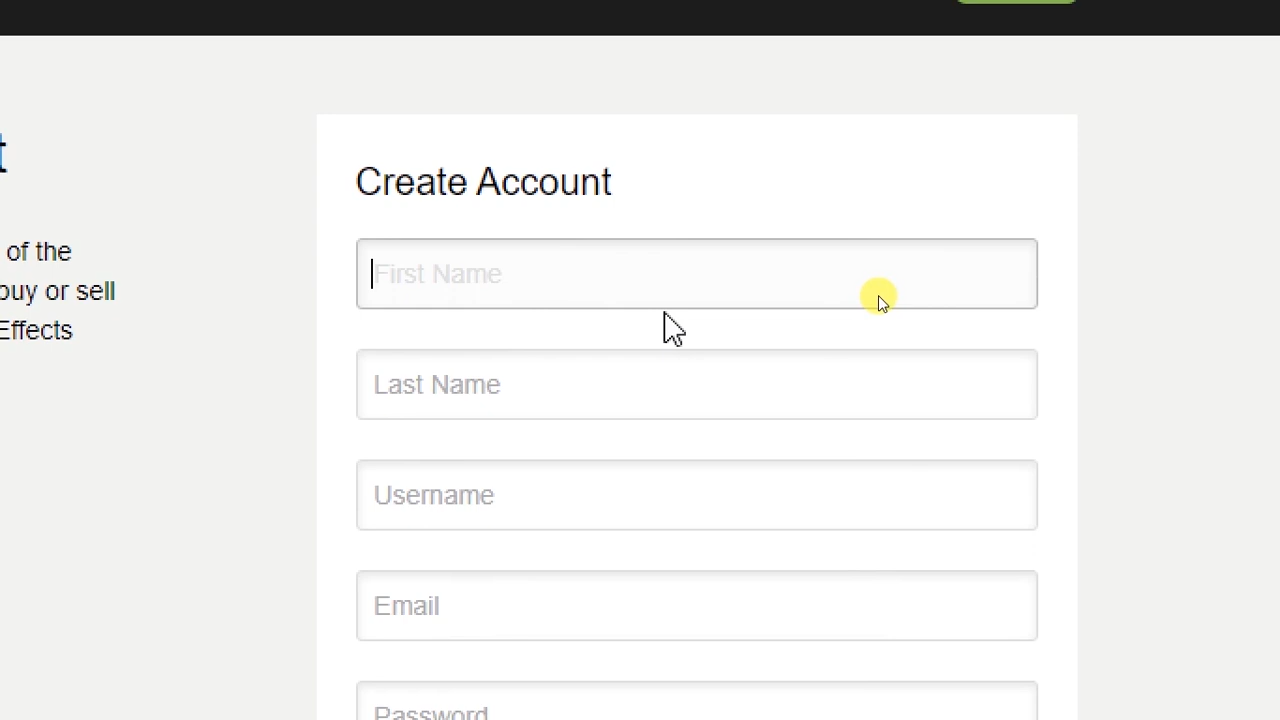 t
of the
buy or sell
Effects
Create Account
First Name
Last Name
Username
Email
Password